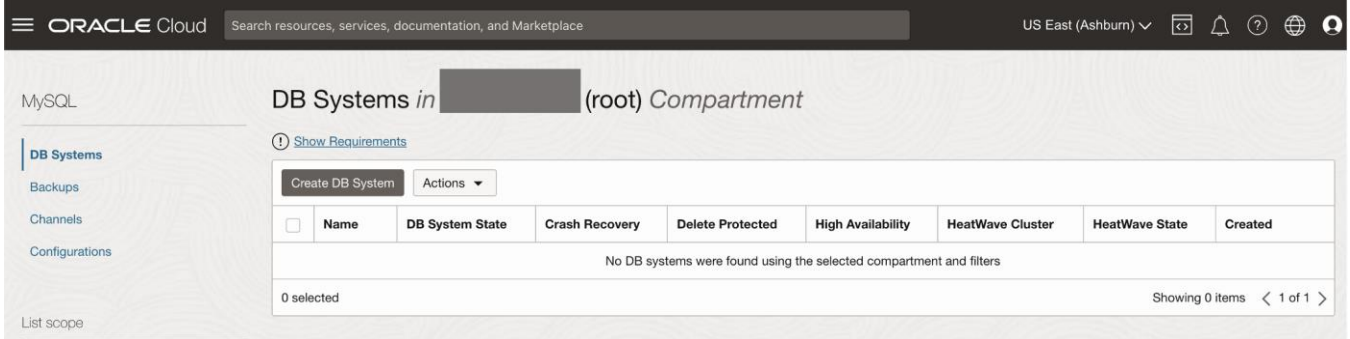 ORACLE Cloud Search resources, services, documentation, and Marketplace US East (Ashburn)
MySQL
DB Systems
Backups
Channels
Configurations
List scope
DB Systems in (root) Compartment
Show Requirements
Create DB System Actions
Name DB System State Crash Recovery Delete Protected High Availability HeatWave Cluster HeatWave State Created
No DB systems were found using the selected compartment and filters
0 selected Showing 0 items 1 of 1